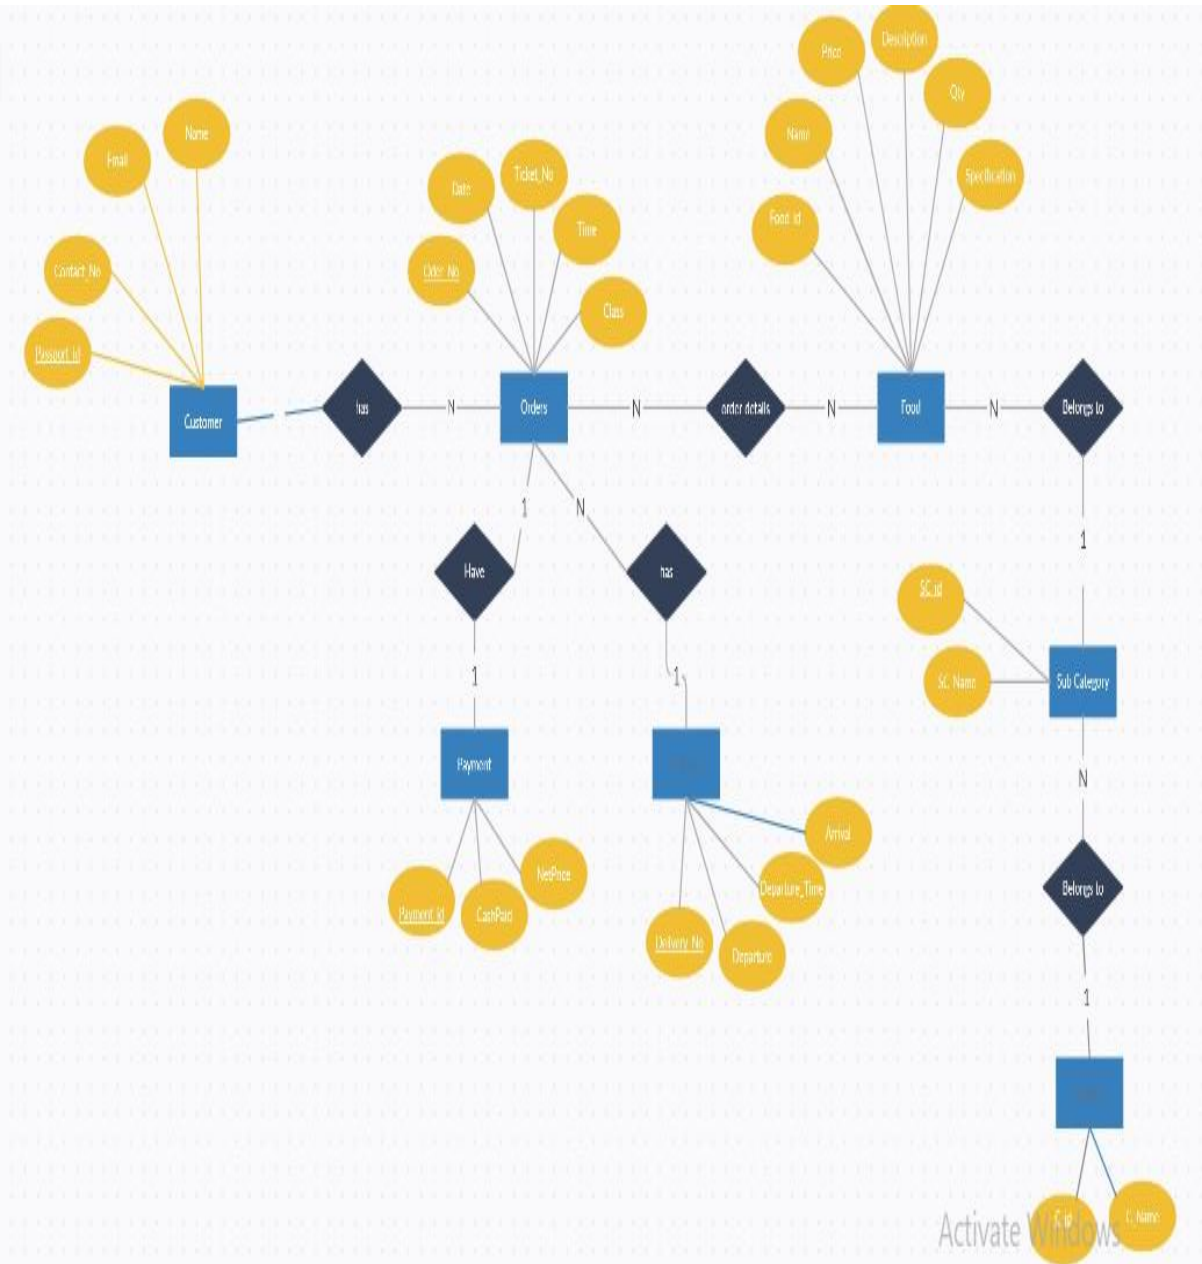 Description
Price
Qty
Name
Name
Email
Ticket_No
Specification
Date
Food_id
Time
Contact_No
Oder_No
Class
Passport_id
Customer
has
N
Orders
N
order details
N
Food
N
Belongs to
1
N
1
Have
has
SC_id
1
1
SC_Name
Sub Category
Payment
N
Arrival
NetPrice
Departure_Time
Belongs to
Payment_id
CashPaid
Delivery_No
Departure
1
C_id
C_Name
Activate Windows